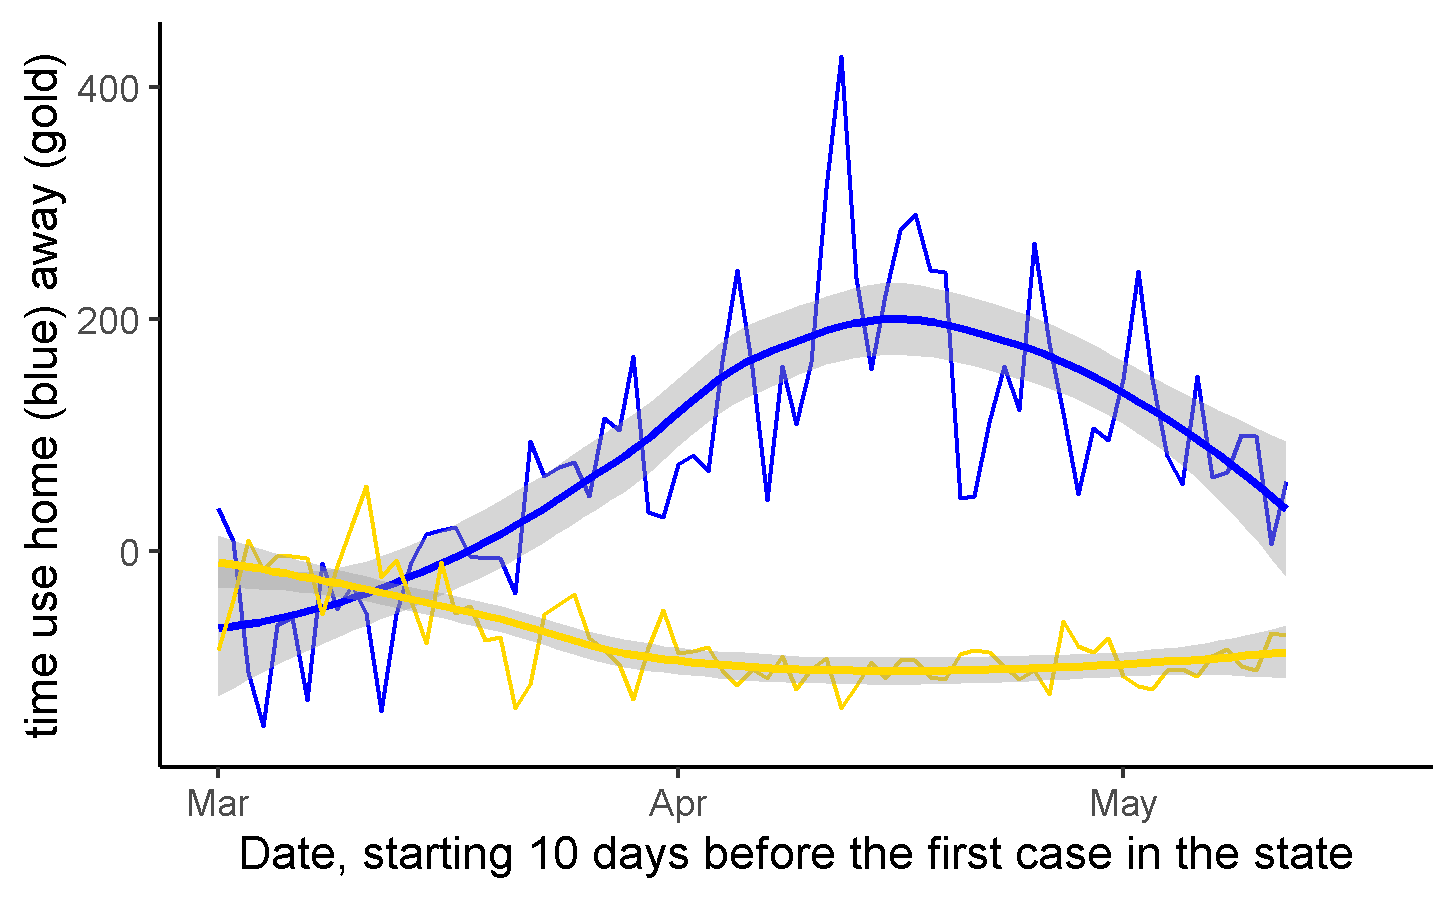 time use home (blue) away (gold)
400
200
0
Mar
Apr
May
Date, starting 10 days before the first case in the state